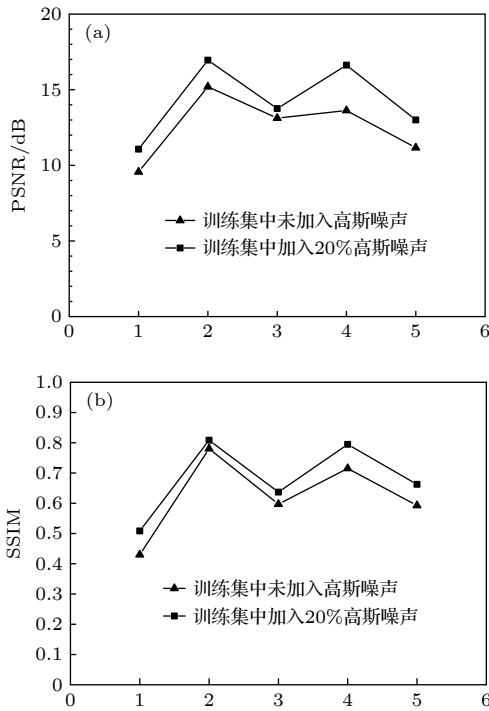 20
(a)
15
PSNR/dB
10
训练集中未加入高斯噪声
训练集中加入20%高斯噪声
5
0
0 1 2 3 4 5 6
1.0
(b)
0.9
0.8
0.7
0.6
SSIM
0.5
0.4
训练集中未加入高斯噪声
0.3
训练集中加入20%高斯噪声
0.2
0.1
0
0 1 2 3 4 5 6